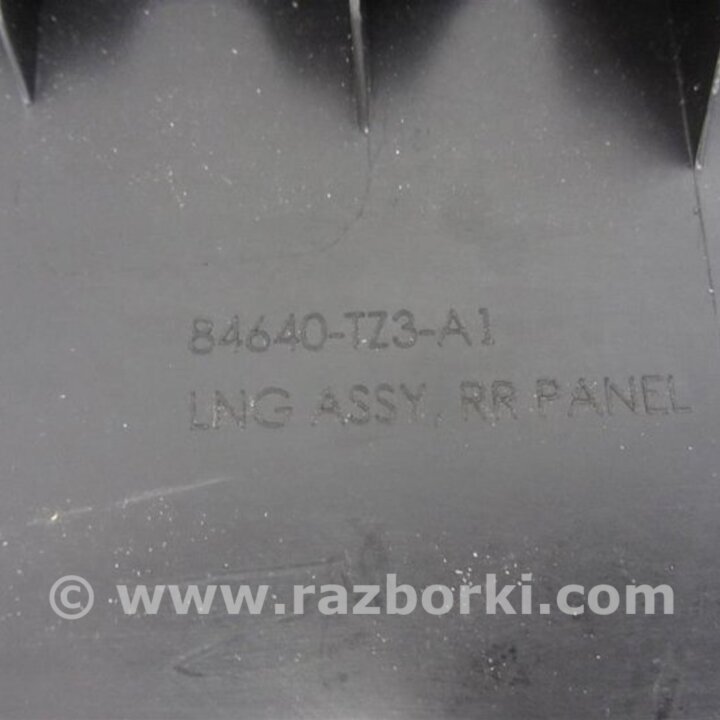 84640-TZ3-A1
LNG ASSY, RR PANEL
© www.razborki.com